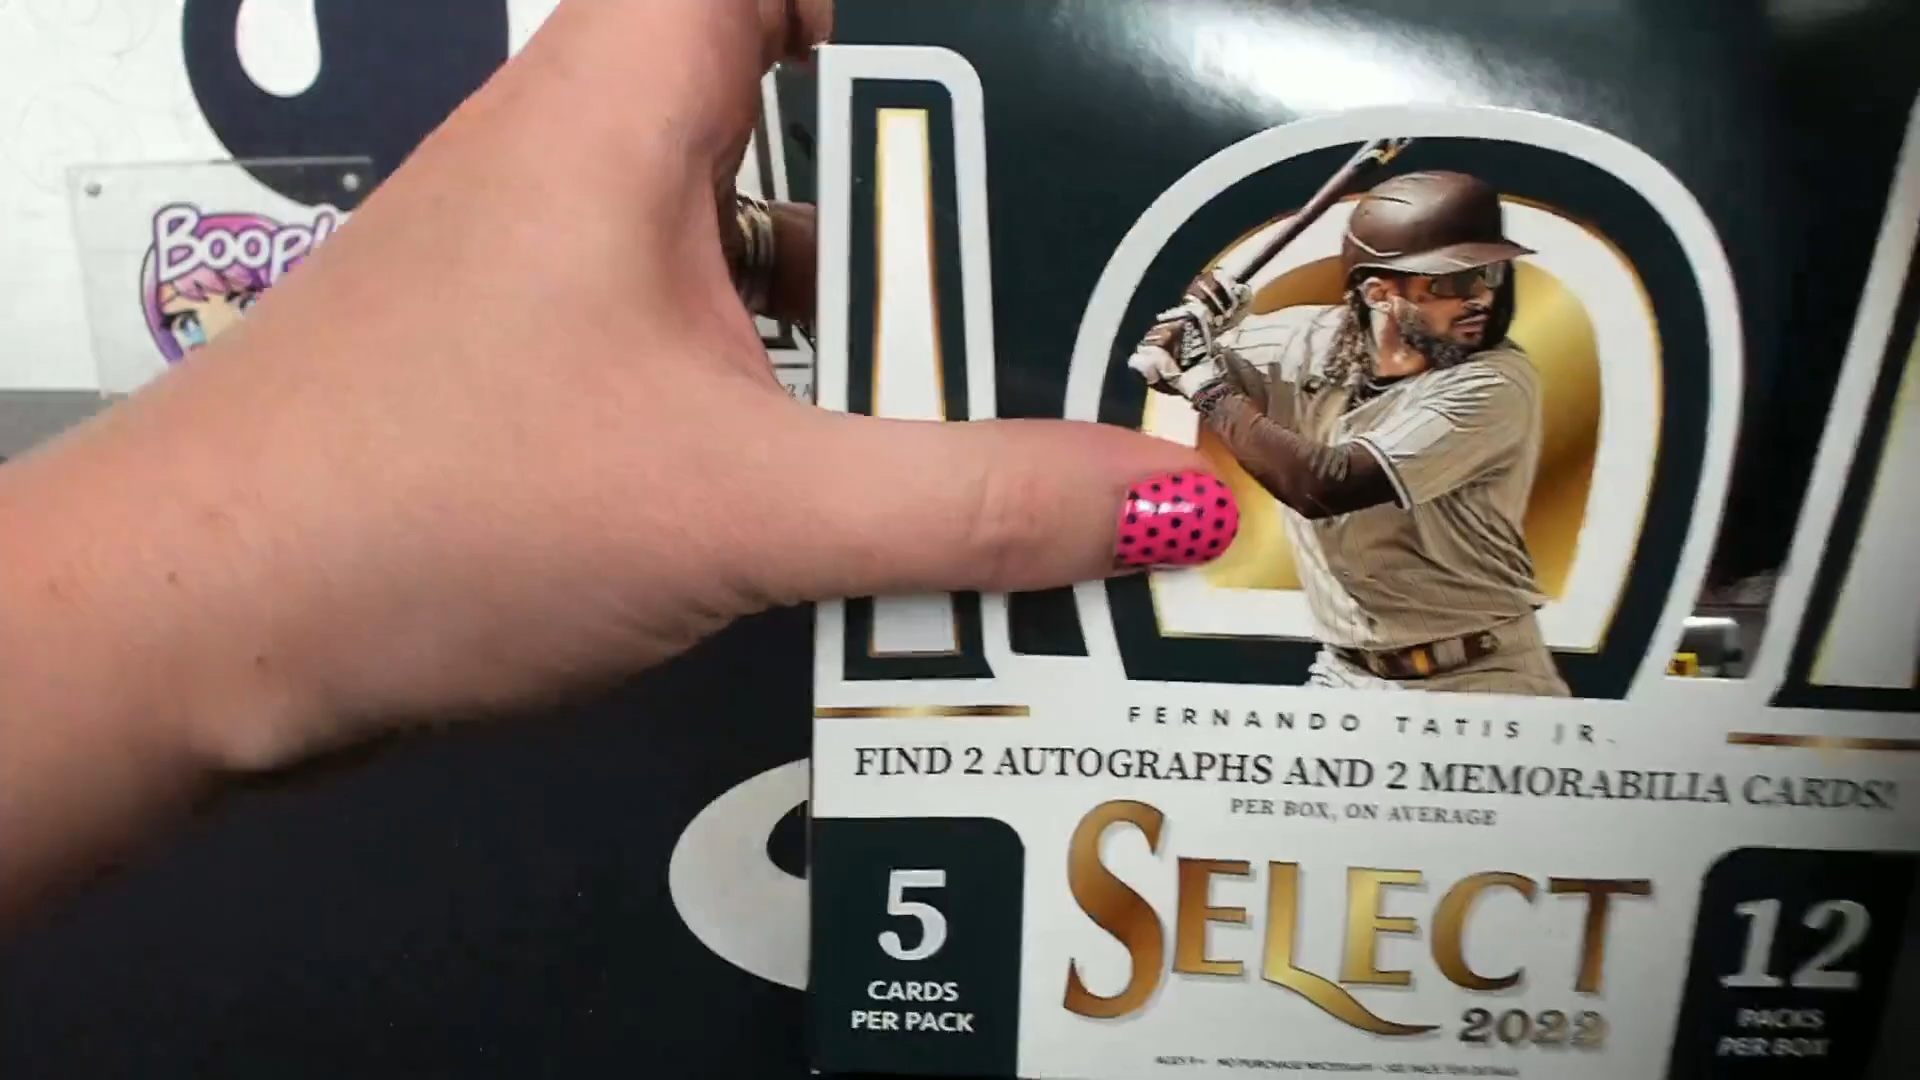 BOOP!
FERNANDO TATIS JR.
FIND 2 AUTOGRAPHS AND 2 MEMORABILIA CARDS!
PER BOX, ON AVERAGE
5
CARDS
PER PACK
SELECT
2022
12
PACKS
PER BOX